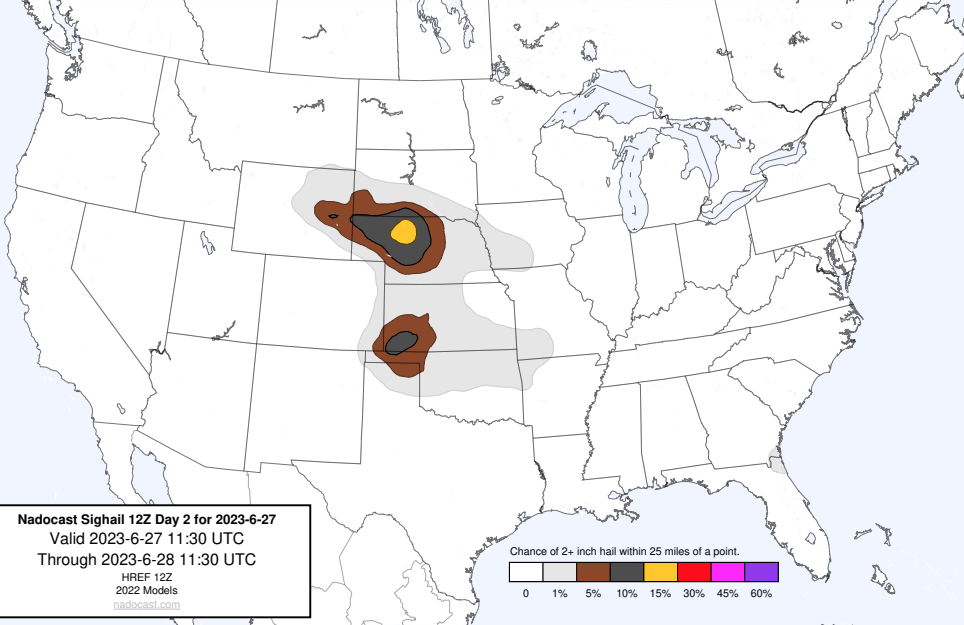 Nadocast Sighail 12Z Day 2 for 2023-6-27
Valid 2023-6-27 11:30 UTC
Through 2023-6-28 11:30 UTC
HREF 12Z
2022 Models
nadocast.com
Chance of 2+ inch hail within 25 miles of a point.
0 1% 5% 10% 15% 30% 45% 60%